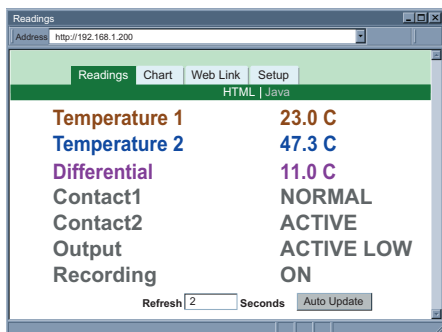 Readings
Address http://192.168.1.200
Readings Chart Web Link Setup
HTML | Java
Temperature 1 23.0 C
Temperature 2 47.3 C
Differential 11.0 C
Contact1 NORMAL
Contact2 ACTIVE
Output ACTIVE LOW
Recording ON
Refresh 2 Seconds Auto Update